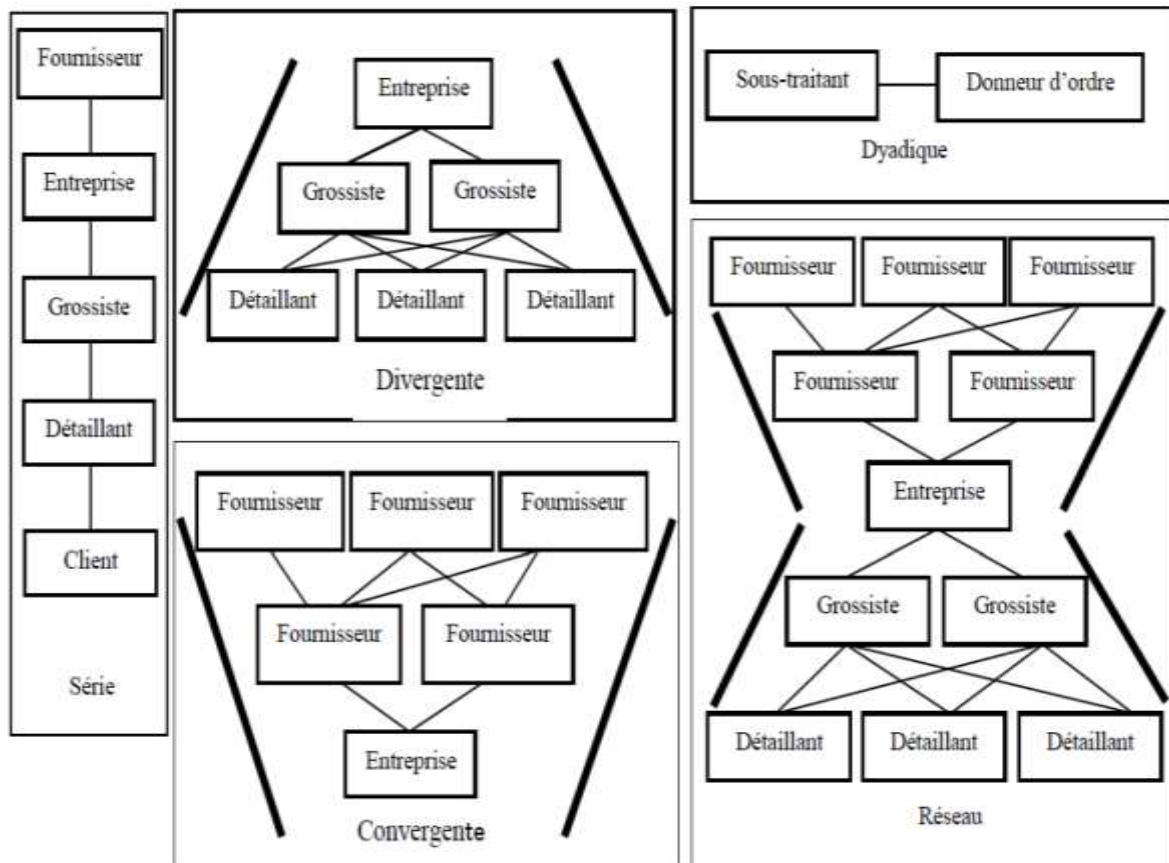 Fournisseur
Entreprise
Grossiste
Détaillant
Client
Série
Entreprise
Grossiste Grossiste
Détaillant Détaillant Détaillant
Divergente
Fournisseur Fournisseur Fournisseur
Fournisseur Fournisseur
Entreprise
Convergente
Sous-traitant Donneur d'ordre
Dyadique
Fournisseur Fournisseur Fournisseur
Fournisseur Fournisseur
Entreprise
Grossiste Grossiste
Détaillant Détaillant Détaillant
Réseau